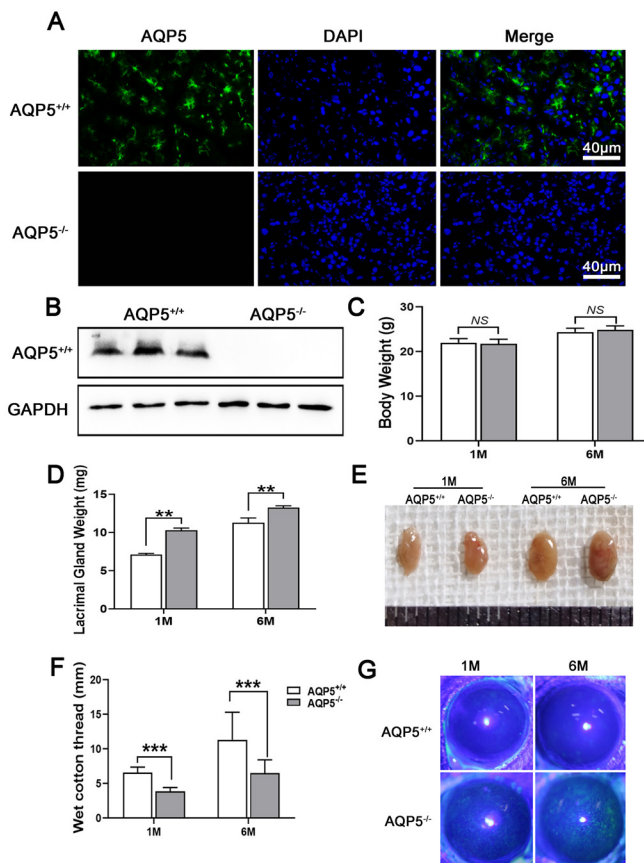 A
AQP5 DAPI Merge
AQP5+/+
40μm
AQP5-/-
40μm
B
AQP5+/+ AQP5-/-
AQP5+/+
GAPDH
C
Body Weight (g)
30
20
10
0
NS NS
1M 6M
D
Lacrimal Gland Weight (mg)
15
10
5
0
** **
1M 6M
E
1M 6M
AQP5+/+ AQP5-/- AQP5+/+ AQP5-/-
F
Wet cotton thread (mm)
20
15
10
5
0
*** ***
AQP5+/+
AQP5-/-
1M 6M
G
1M 6M
AQP5+/+
AQP5-/-